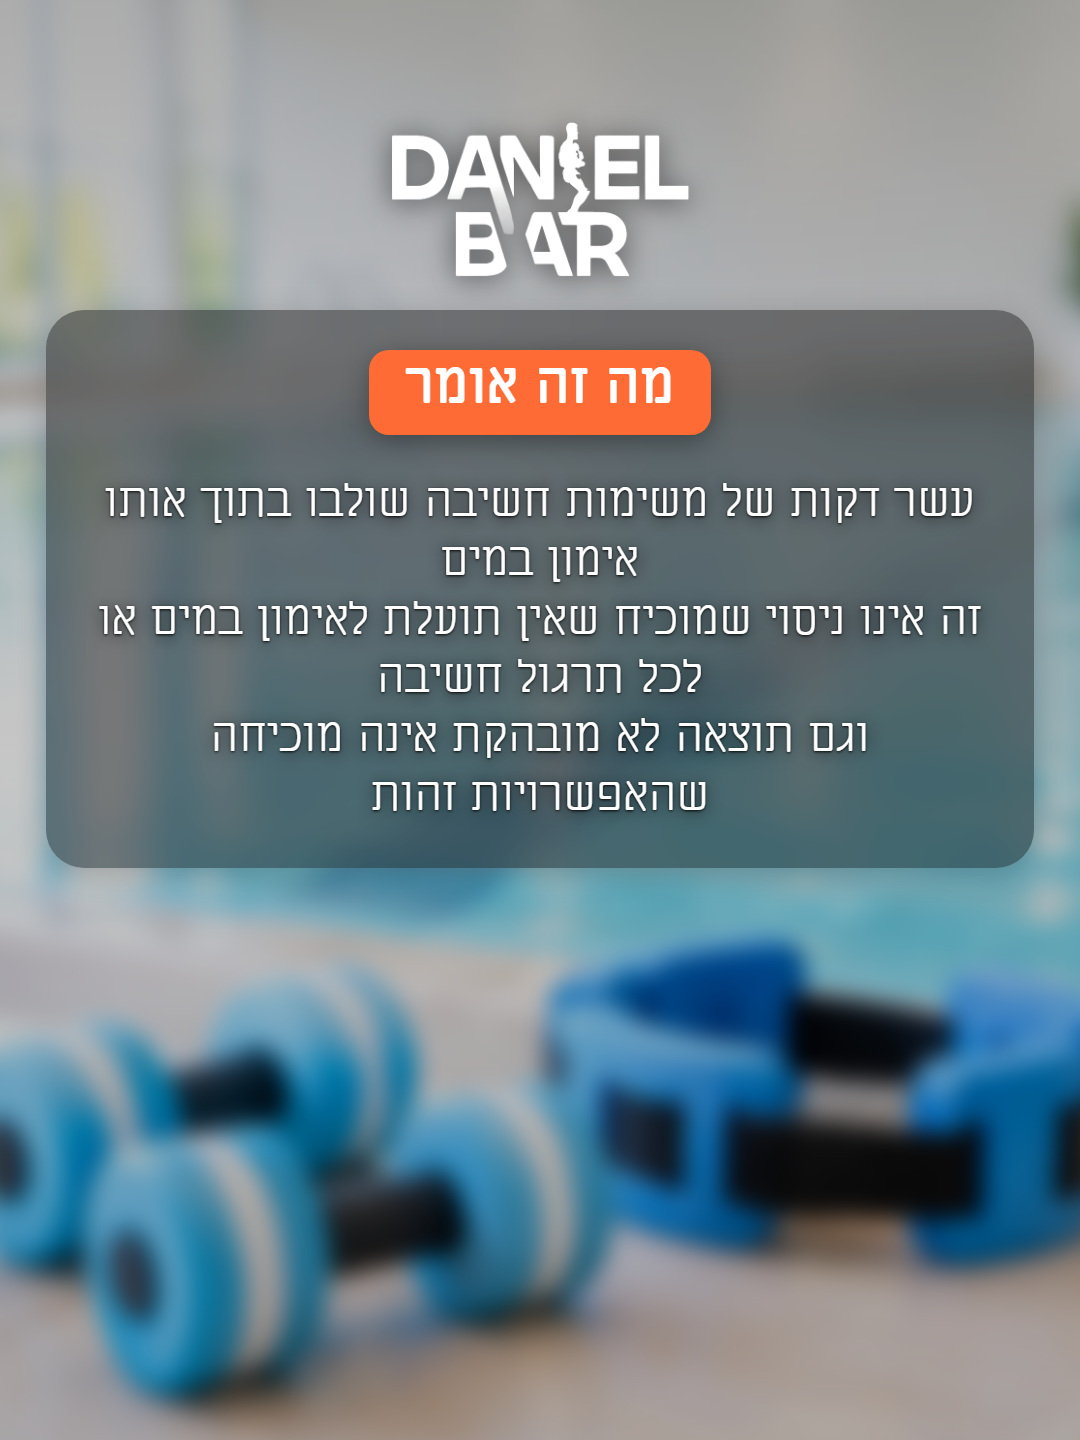 DANIEL
BAR
מה זה אומר
עשר דקות של משימות חשיבה שולבו בתוך אותו
אימון במים
זה אינו ניסוי שמוכיח שאין תועלת לאימון במים או
לכל תרגול חשיבה
וגם תוצאה לא מובהקת אינה מוכיחה
שהאפשרויות זהות